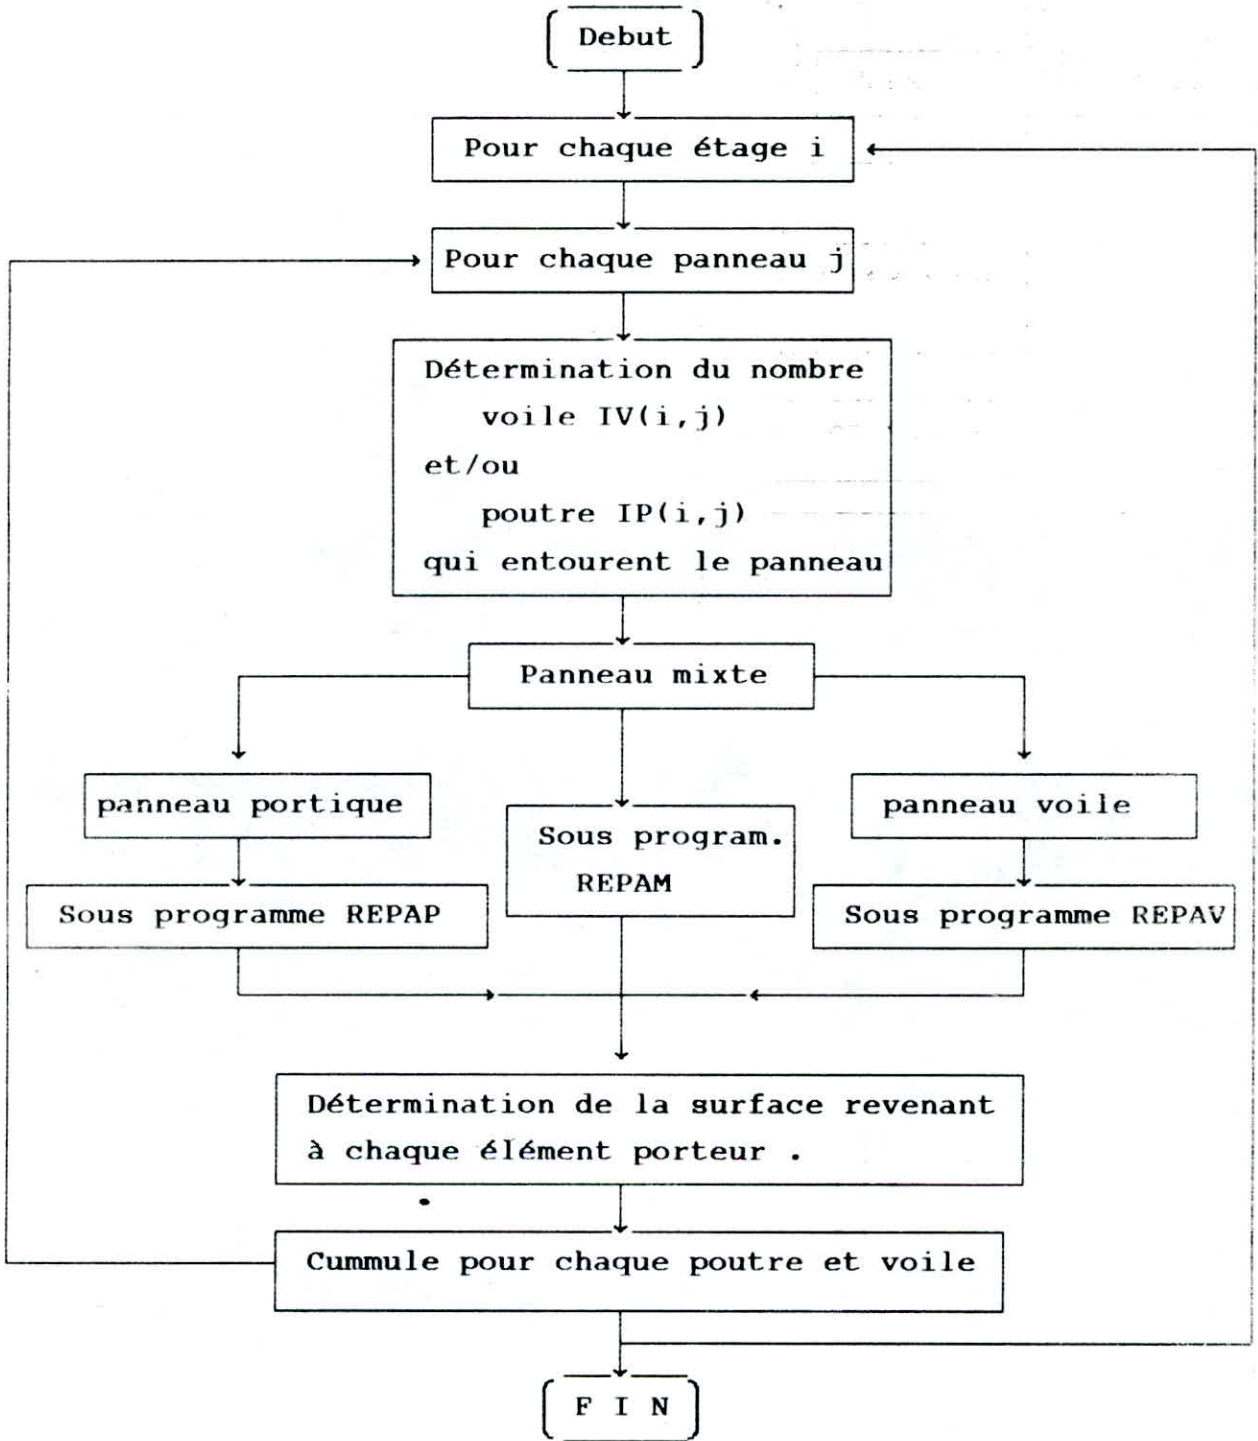 Debut
Pour chaque étage i
Pour chaque panneau j
Détermination du nombre
voile IV(i,j)
et/ou
poutre IP(i,j)
qui entourent le panneau
Panneau mixte
panneau portique
panneau voile
Sous program.
REPAM
Sous programme REPAP
Sous programme REPAV
Détermination de la surface revenant
à chaque élément porteur .
Cummule pour chaque poutre et voile
F I N